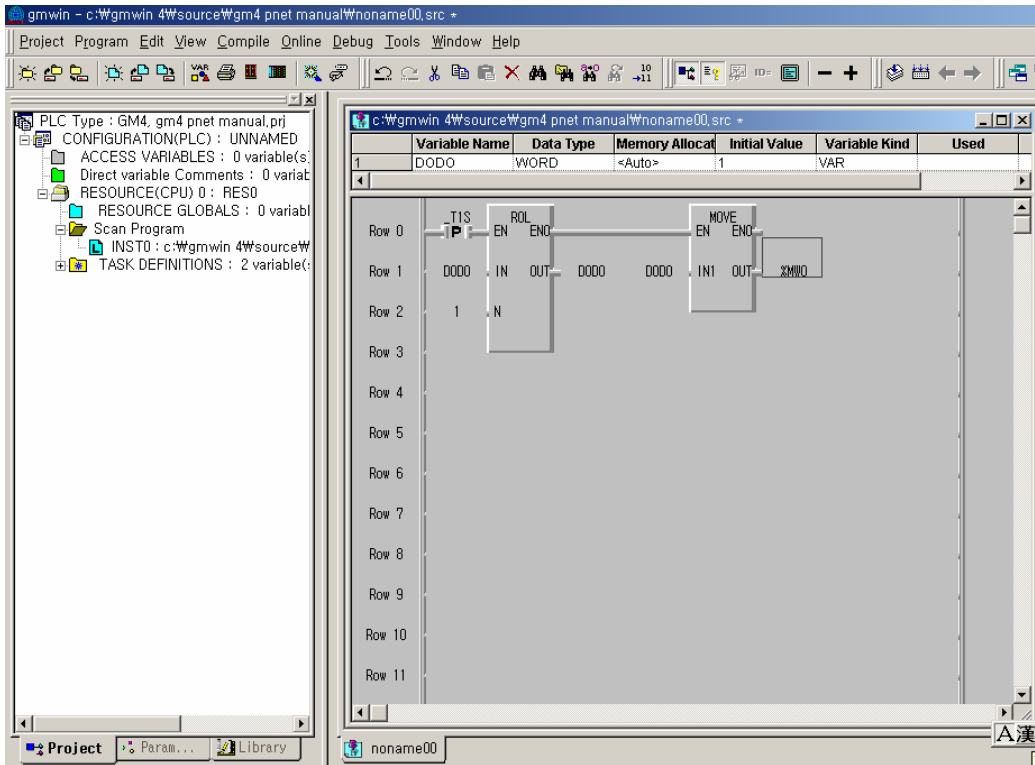 gmwin - c:₩gmwin 4₩source₩gm4 pnet manual₩noname00.src *
Project Program Edit View Compile Online Debug Tools Window Help
PLC Type : GM4, gm4 pnet manual.prj
CONFIGURATION(PLC) : UNNAMED
ACCESS VARIABLES : 0 variable(s)
Direct variable Comments : 0 variat
RESOURCE(CPU) 0 : RES0
RESOURCE GLOBALS : 0 variabl
Scan Program
INST0 : c:₩gmwin 4₩source₩
TASK DEFINITIONS : 2 variable(
Project Param... Library
c:₩gmwin 4₩source₩gm4 pnet manual₩noname00.src *
Variable Name Data Type Memory Allocat Initial Value Variable Kind Used
1 DODO WORD <Auto> 1 VAR
_T1S ROL MOVE
Row 0 P EN ENO EN ENO
Row 1 DODO IN OUT DODO DODO IN1 OUT %MW0
Row 2 1 N
Row 3
Row 4
Row 5
Row 6
Row 7
Row 8
Row 9
Row 10
Row 11
noname00
A漢